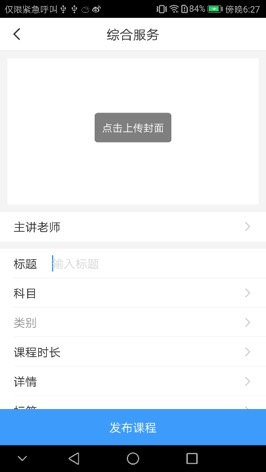 仅限紧急呼叫 84% 傍晚6:27
综合服务
点击上传封面
主讲老师
标题 输入标题
科目
类别
课程时长
详情
标签
发布课程